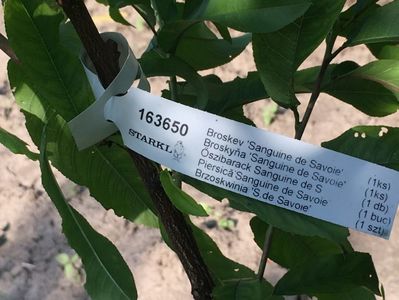 163650
STARKL
Broskev 'Sanguine de Savoie' (1ks)
Broskyňa 'Sanguine de Savoie' (1ks)
Őszibarack Sanguine de S (1 db)
Piersică 'Sanguine de Savoie (1 buc)
Brzoskwinia 'S.de Savoie' (1 szt)